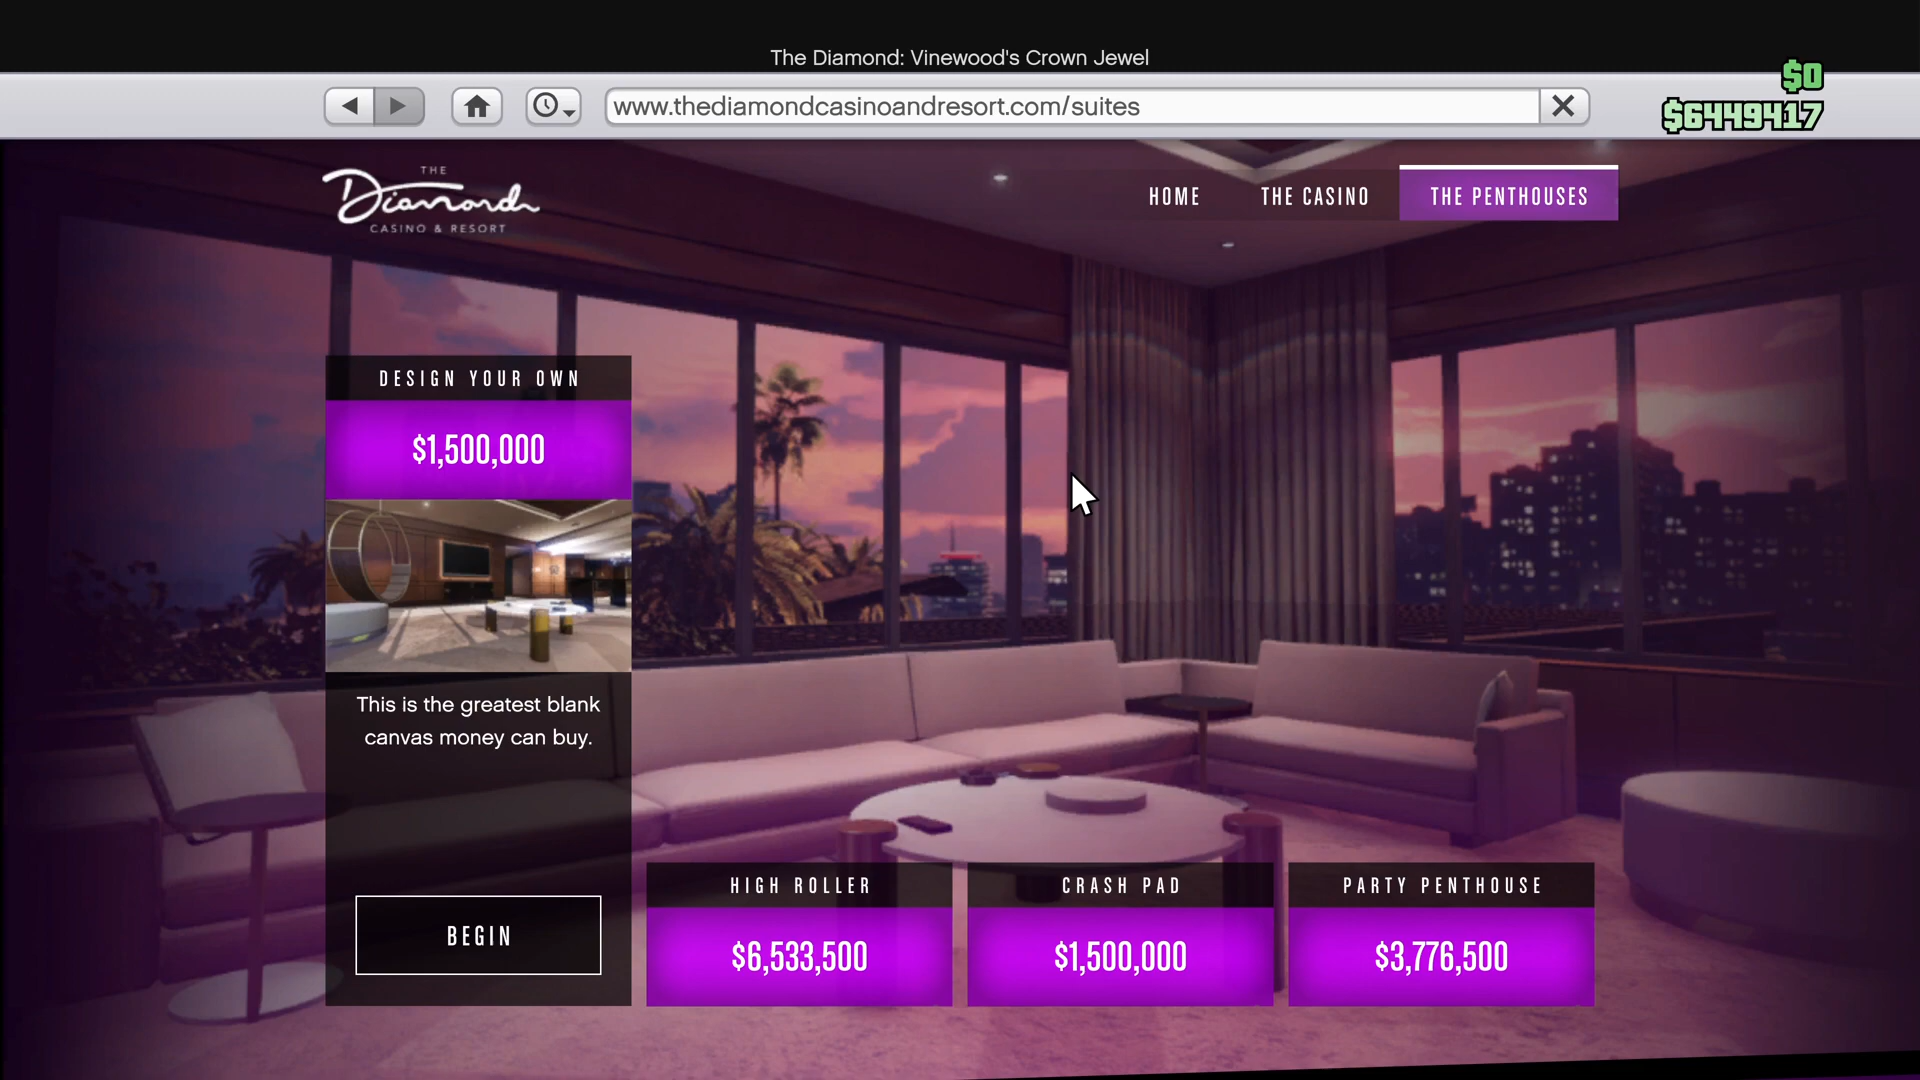 The Diamond: Vinewood's Crown Jewel
$0
www.thediamondcasinoandresort.com/suites
$6449417
THE
Diamond
CASINO & RESORT
HOME
THE CASINO
THE PENTHOUSES
DESIGN YOUR OWN
$1,500,000
This is the greatest blank
canvas money can buy.
BEGIN
HIGH ROLLER
$6,533,500
CRASH PAD
$1,500,000
PARTY PENTHOUSE
$3,776,500